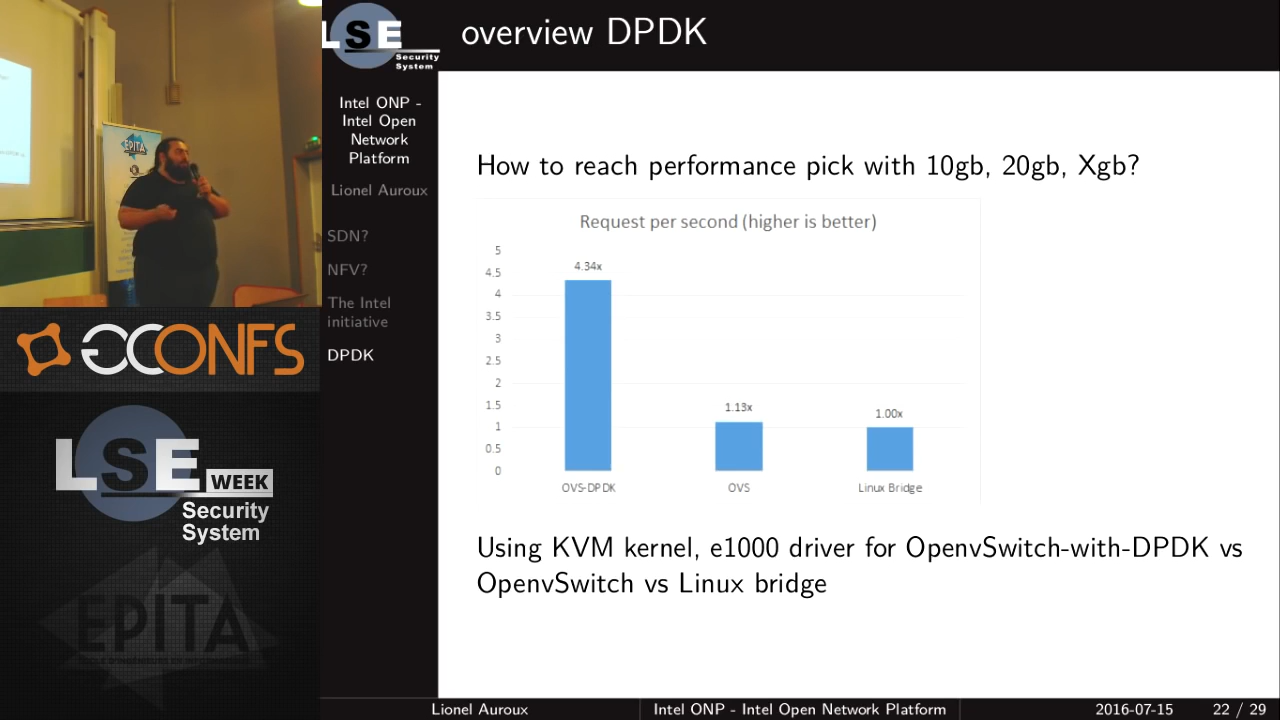 EPITA
GCONFS
LSE WEEK
Security
System
EPITA
LSE
Security
System
overview DPDK
Intel ONP -
Intel Open
Network
Platform
Lionel Auroux
SDN?
NFV?
The Intel
initiative
DPDK
How to reach performance pick with 10gb, 20gb, Xgb?
Request per second (higher is better)
5
4.5
4
3.5
3
2.5
2
1.5
1
0.5
0
4.34x
1.13x
1.00x
OVS-DPDK
OVS
Linux Bridge
Using KVM kernel, e1000 driver for OpenvSwitch-with-DPDK vs
OpenvSwitch vs Linux bridge
Lionel Auroux
Intel ONP - Intel Open Network Platform
2016-07-15
22 / 29